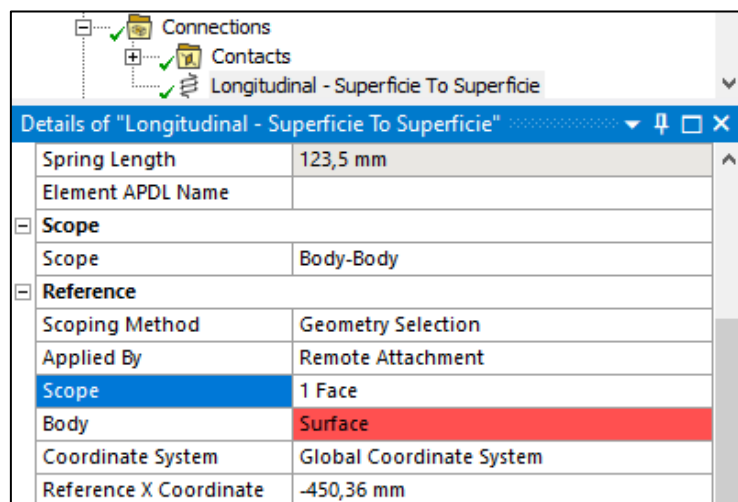 Connections
Contacts
Longitudinal - Superficie To Superficie
Details of "Longitudinal - Superficie To Superficie"
Spring Length 123,5 mm
Element APDL Name
Scope
Scope Body-Body
Reference
Scoping Method Geometry Selection
Applied By Remote Attachment
Scope 1 Face
Body Surface
Coordinate System Global Coordinate System
Reference X Coordinate -450,36 mm